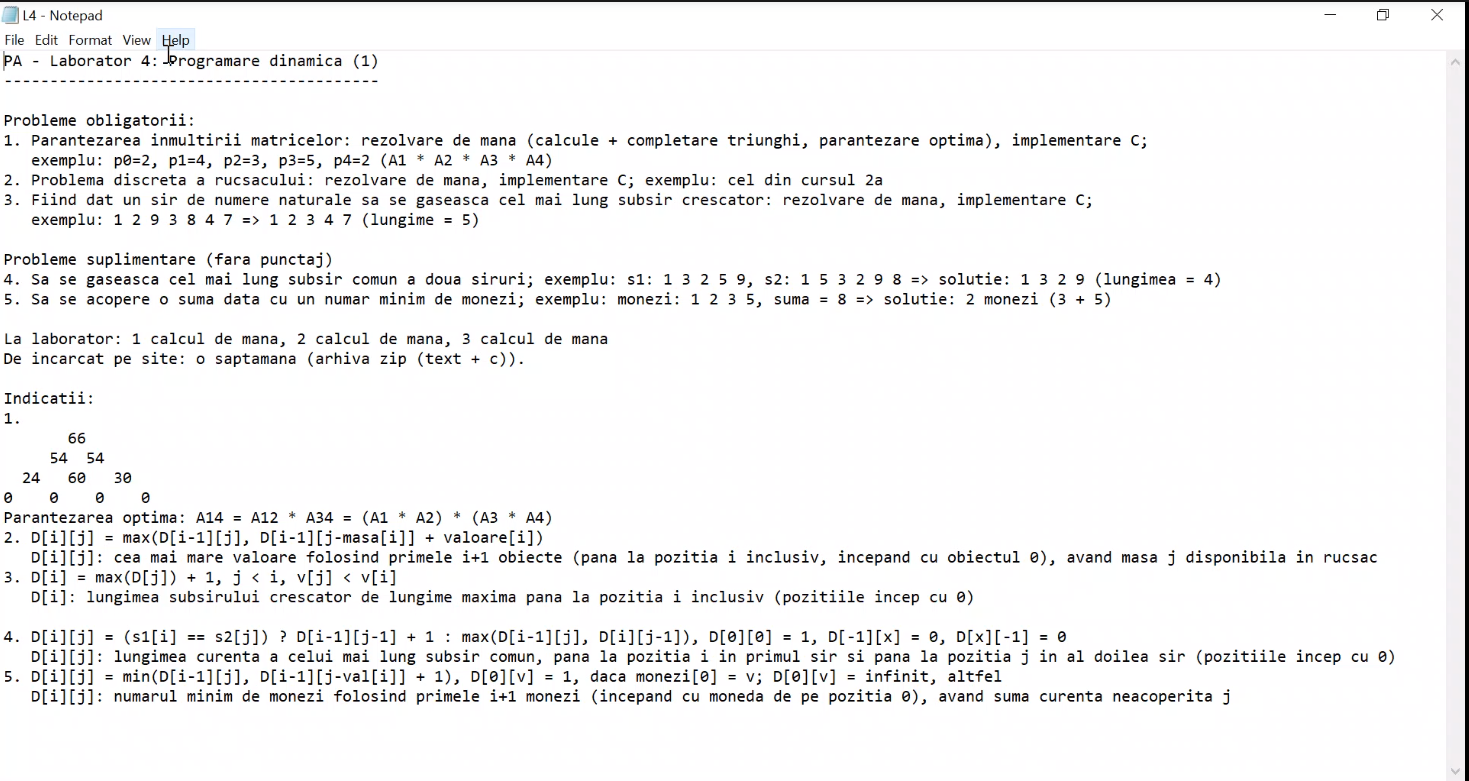 L4 - Notepad
File Edit Format View Help
PA - Laborator 4: Programare dinamica (1)
-----------------------------------------
Probleme obligatorii:
1. Parantezarea inmultirii matricelor: rezolvare de mana (calcule + completare triunghi, parantezare optima), implementare C;
exemplu: p0=2, p1=4, p2=3, p3=5, p4=2 (A1 * A2 * A3 * A4)
2. Problema discreta a rucsacului: rezolvare de mana, implementare C; exemplu: cel din cursul 2a
3. Fiind dat un sir de numere naturale sa se gaseasca cel mai lung subsir crescator: rezolvare de mana, implementare C;
exemplu: 1 2 9 3 8 4 7 => 1 2 3 4 7 (lungime = 5)
Probleme suplimentare (fara punctaj)
4. Sa se gaseasca cel mai lung subsir comun a doua siruri; exemplu: s1: 1 3 2 5 9, s2: 1 5 3 2 9 8 => solutie: 1 3 2 9 (lungimea = 4)
5. Sa se acopere o suma data cu un numar minim de monezi; exemplu: monezi: 1 2 3 5, suma = 8 => solutie: 2 monezi (3 + 5)
La laborator: 1 calcul de mana, 2 calcul de mana, 3 calcul de mana
De incarcat pe site: o saptamana (arhiva zip (text + c)).
Indicatii:
1.
66
54 54
24 60 30
0 0 0 0
Parantezarea optima: A14 = A12 * A34 = (A1 * A2) * (A3 * A4)
2. D[i][j] = max(D[i-1][j], D[i-1][j-masa[i]] + valoare[i])
D[i][j]: cea mai mare valoare folosind primele i+1 obiecte (pana la pozitia i inclusiv, incepand cu obiectul 0), avand masa j disponibila in rucsac
3. D[i] = max(D[j]) + 1, j < i, v[j] < v[i]
D[i]: lungimea subsirului crescator de lungime maxima pana la pozitia i inclusiv (pozitiile incep cu 0)
4. D[i][j] = (s1[i] == s2[j]) ? D[i-1][j-1] + 1 : max(D[i-1][j], D[i][j-1]), D[0][0] = 1, D[-1][x] = 0, D[x][-1] = 0
D[i][j]: lungimea curenta a celui mai lung subsir comun, pana la pozitia i in primul sir si pana la pozitia j in al doilea sir (pozitiile incep cu 0)
5. D[i][j] = min(D[i-1][j], D[i-1][j-val[i]] + 1), D[0][v] = 1, daca monezi[0] = v; D[0][v] = infinit, altfel
D[i][j]: numarul minim de monezi folosind primele i+1 monezi (incepand cu moneda de pe pozitia 0), avand suma curenta neacoperita j